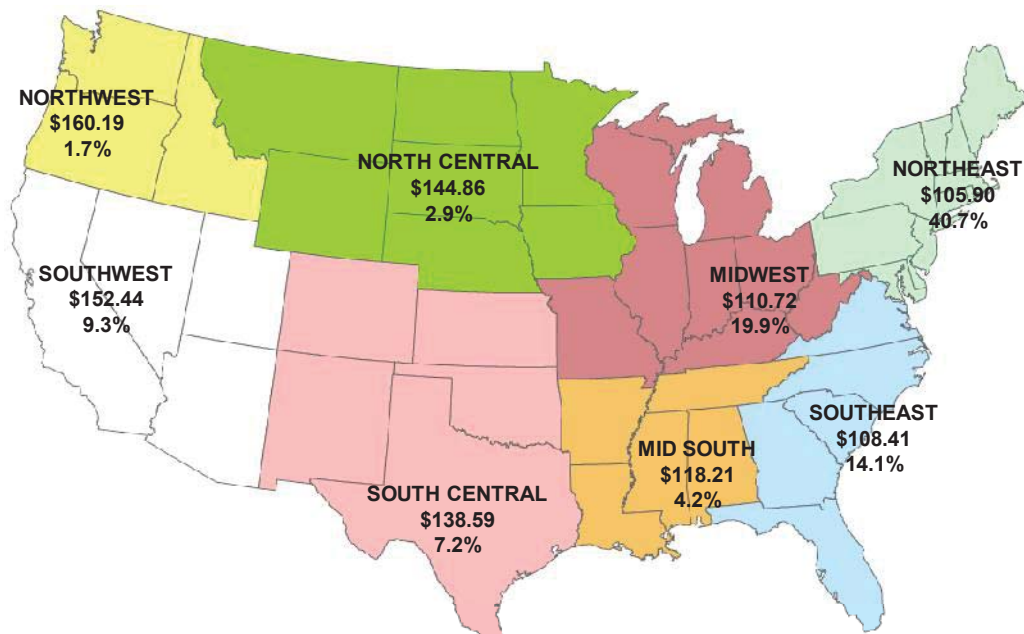 NORTHWEST
$160.19
1.7%
NORTH CENTRAL
$144.86
2.9%
NORTHEAST
$105.90
40.7%
SOUTHWEST
$152.44
9.3%
MIDWEST
$110.72
19.9%
SOUTHEAST
$108.41
14.1%
MID SOUTH
$118.21
4.2%
SOUTH CENTRAL
$138.59
7.2%